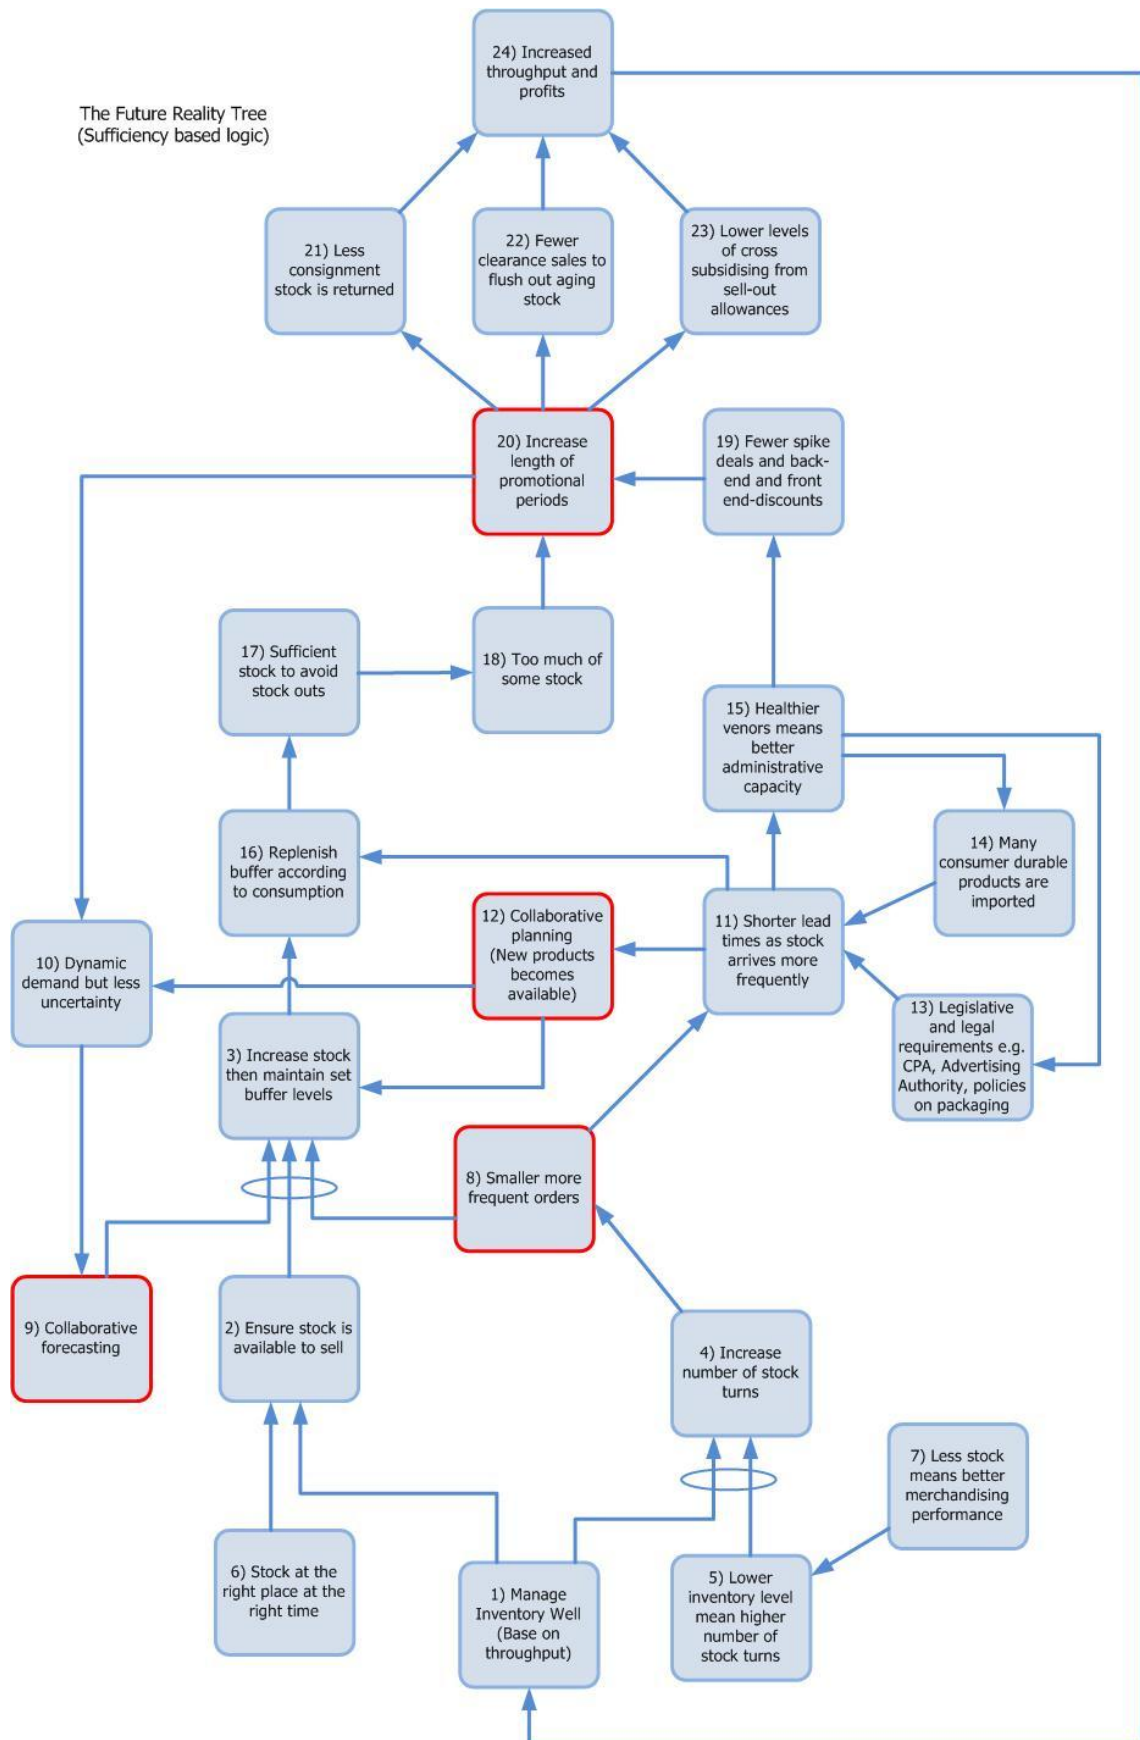 24) Increased
throughput and
profits
The Future Reality Tree
(Sufficiency based logic)
21) Less
consignment
stock is returned
22) Fewer
clearance sales to
flush out aging
stock
23) Lower levels
of cross
subsidising from
sell-out
allowances
20) Increase
length of
promotional
periods
19) Fewer spike
deals and back-
end and front
end-discounts
17) Sufficient
stock to avoid
stock outs
18) Too much of
some stock
15) Healthier
venors means
better
administrative
capacity
16) Replenish
buffer according
to consumption
14) Many
consumer durable
products are
imported
12) Collaborative
planning
(New products
becomes
available)
11) Shorter lead
times as stock
arrives more
frequently
10) Dynamic
demand but less
uncertainty
13) Legislative
and legal
requirements e.g.
CPA, Advertising
Authority, policies
on packaging
3) Increase stock
then maintain set
buffer levels
8) Smaller more
frequent orders
9) Collaborative
forecasting
2) Ensure stock is
available to sell
4) Increase
number of stock
turns
7) Less stock
means better
merchandising
performance
6) Stock at the
right place at the
right time
1) Manage
Inventory Well
(Base on
throughput)
5) Lower
inventory level
mean higher
number of
stock turns